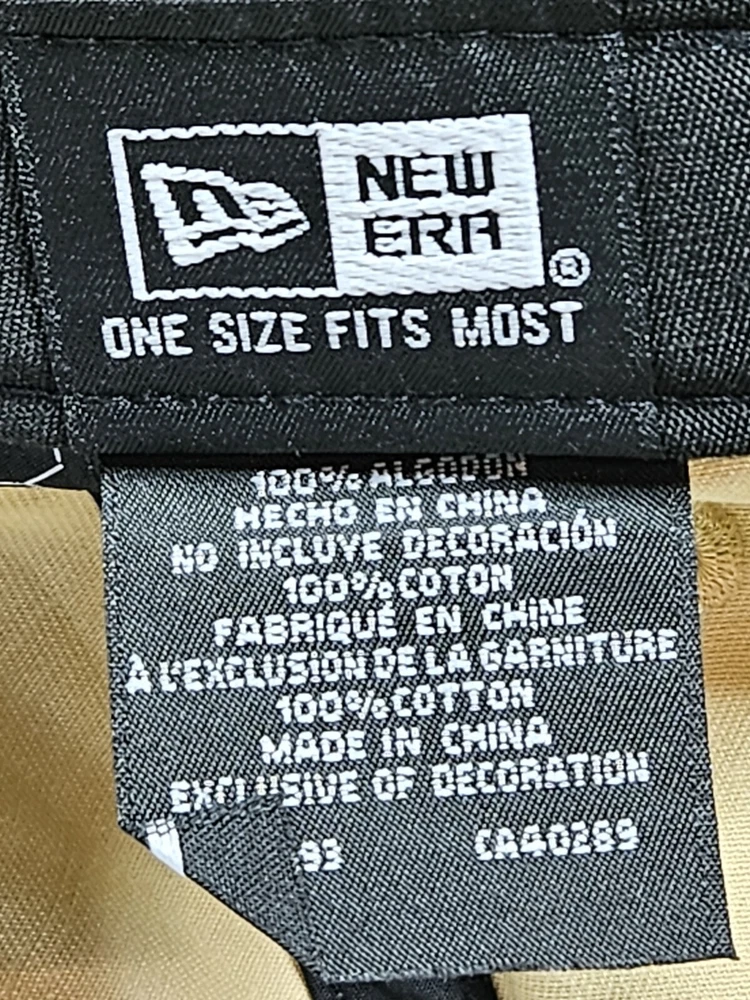 NEW
ERA
®
ONE SIZE FITS MOST
100% ALGODON
HECHO EN CHINA
NO INCLUYE DECORACIÓN
100% COTON
FABRIQUÉ EN CHINE
À L'EXCLUSION DE LA GARNITURE
100% COTTON
MADE IN CHINA
EXCLUSIVE OF DECORATION
93 CA40289